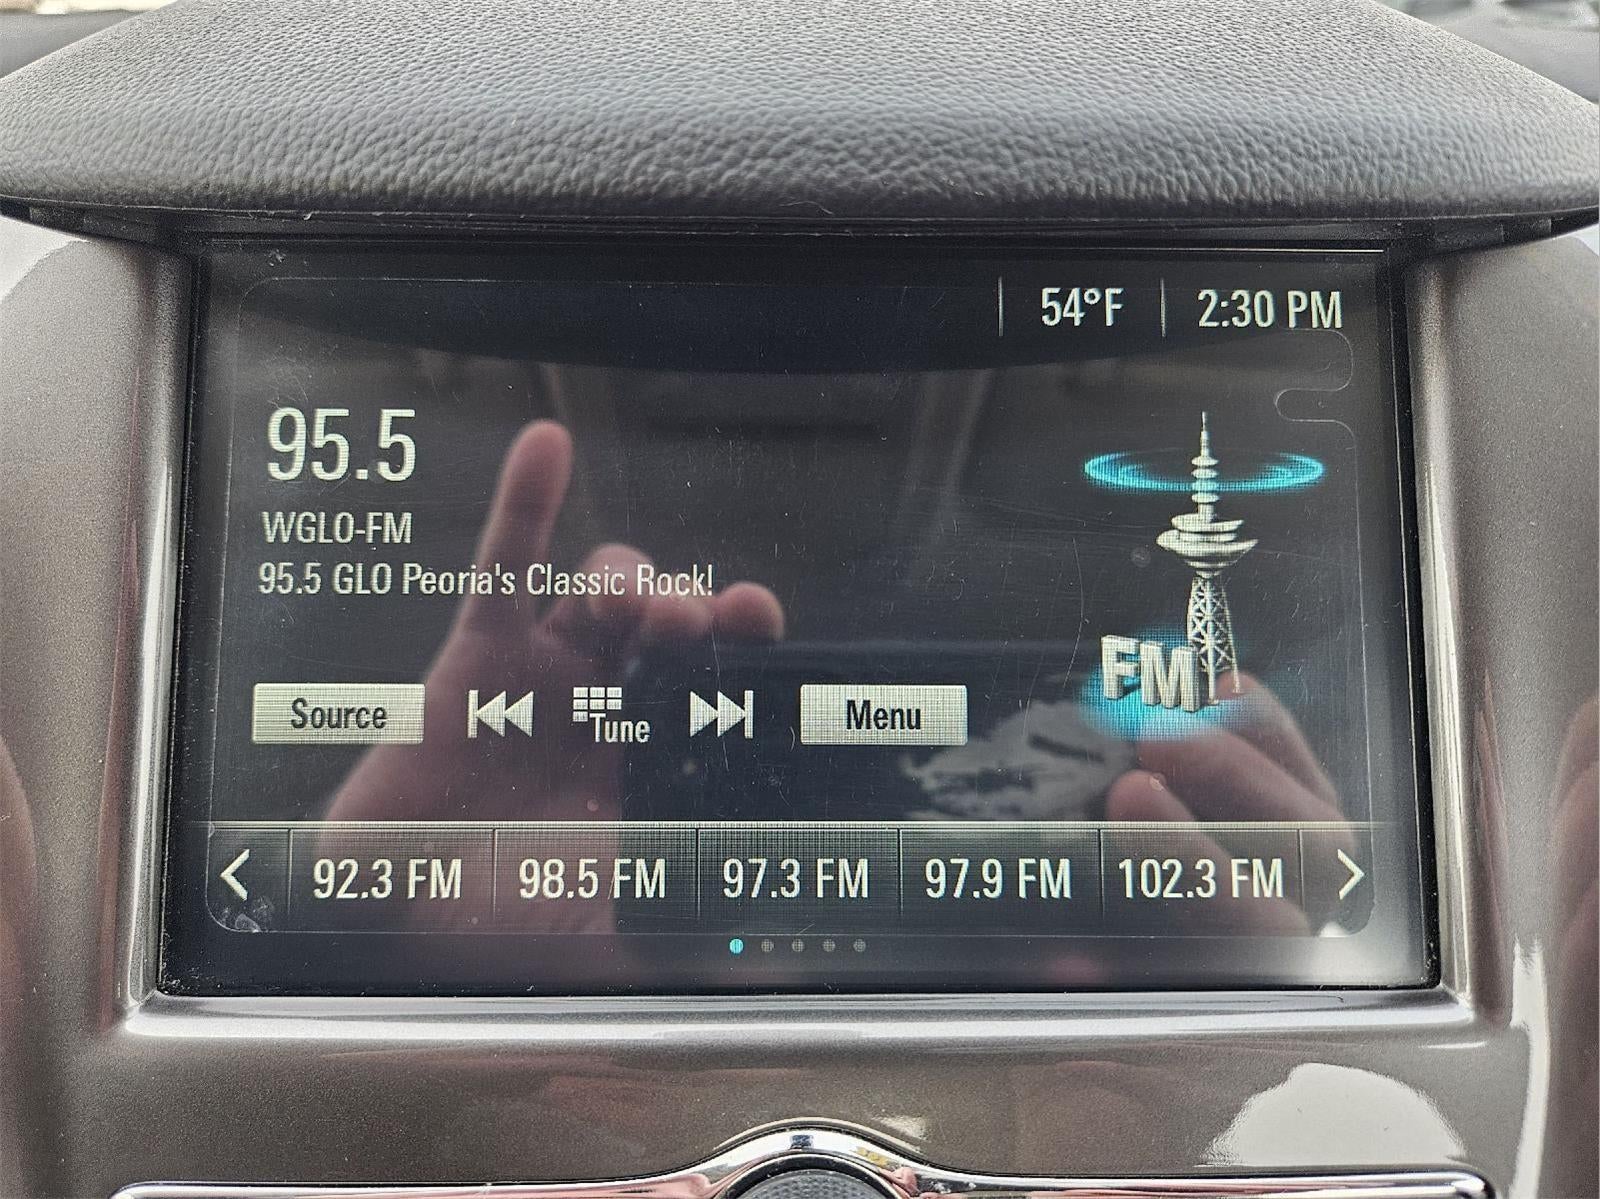 54°F 2:30 PM
95.5
WGLO-FM
95.5 GLO Peoria's Classic Rock!
FM
Source Tune Menu
92.3 FM 98.5 FM 97.3 FM 97.9 FM 102.3 FM